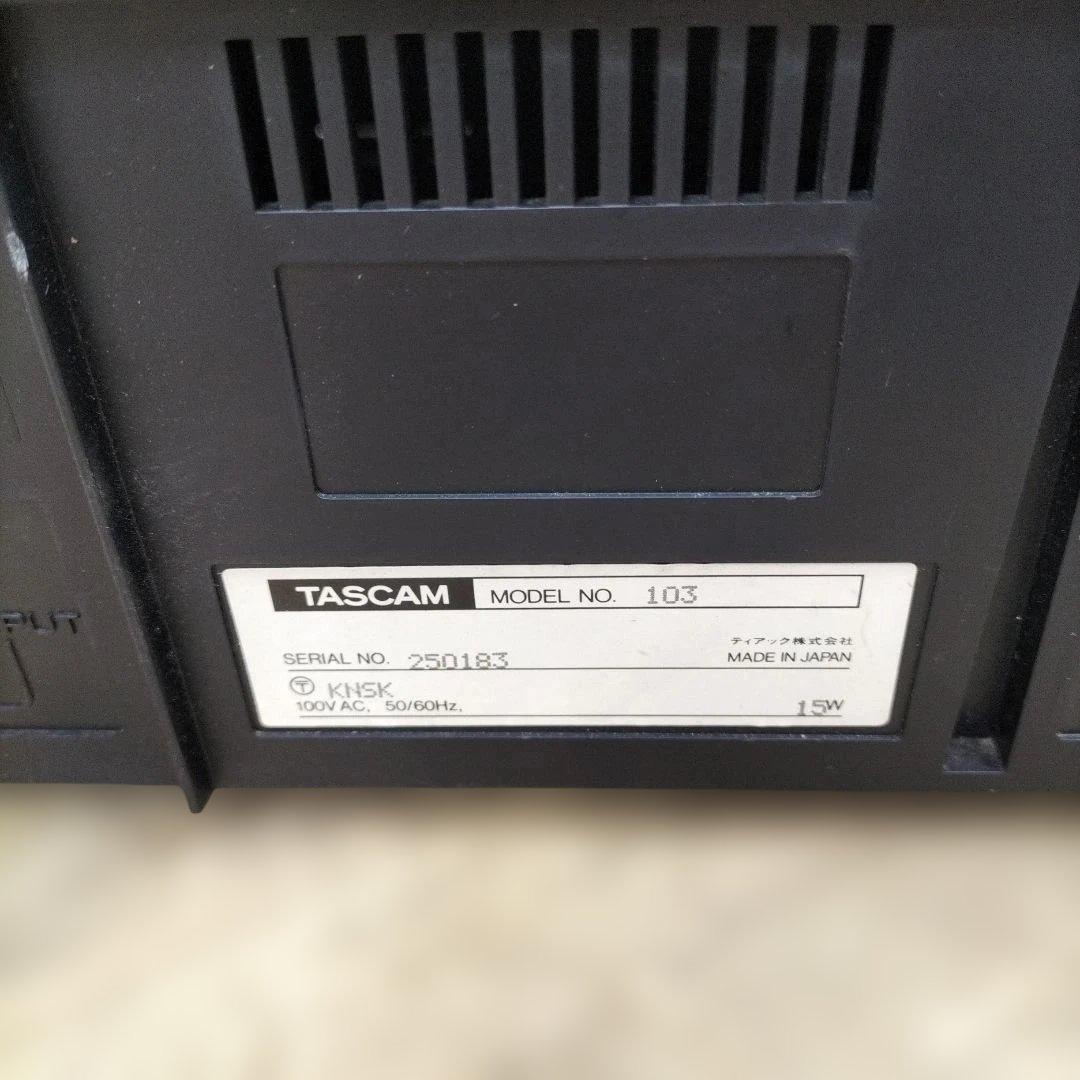 TASCAM MODEL NO. 103
ティアック株式会社
SERIAL NO. 250183 MADE IN JAPAN
Ⓣ KNSK
100V AC, 50/60Hz, 15W